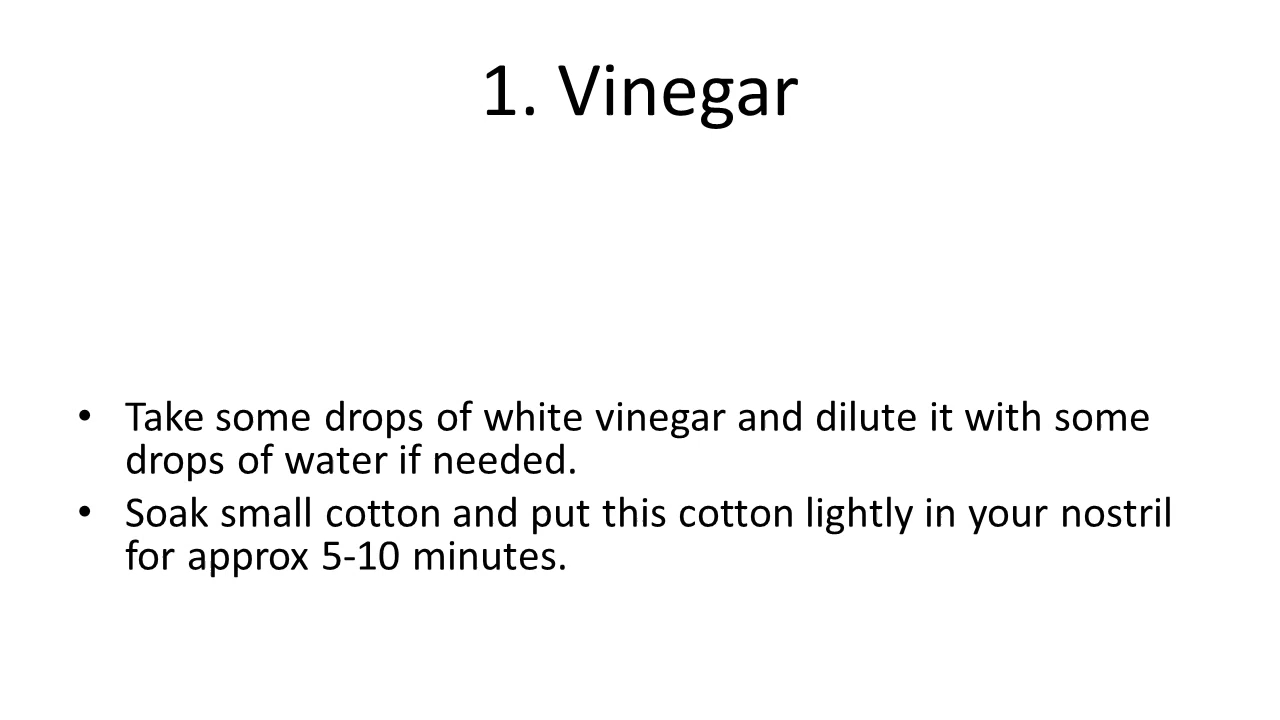 1. Vinegar
• Take some drops of white vinegar and dilute it with some
drops of water if needed.
• Soak small cotton and put this cotton lightly in your nostril
for approx 5-10 minutes.